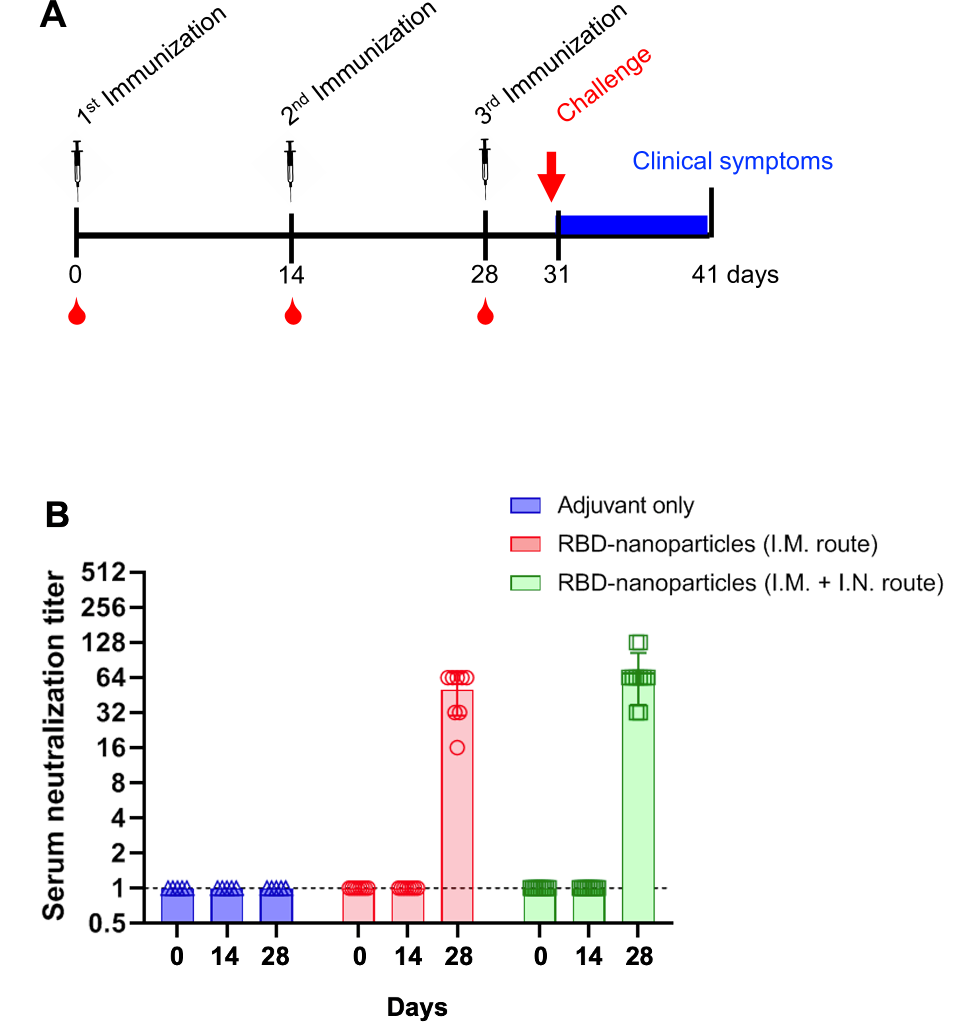 A
1st Immunization
2nd Immunization
3rd Immunization
Challenge
Clinical symptoms
0
14
28
31
41 days
B
Adjuvant only
RBD-nanoparticles (I.M. route)
RBD-nanoparticles (I.M. + I.N. route)
Serum neutralization titer
512
256
128
64
32
16
8
4
2
1
0.5
0 14 28 0 14 28 0 14 28
Days